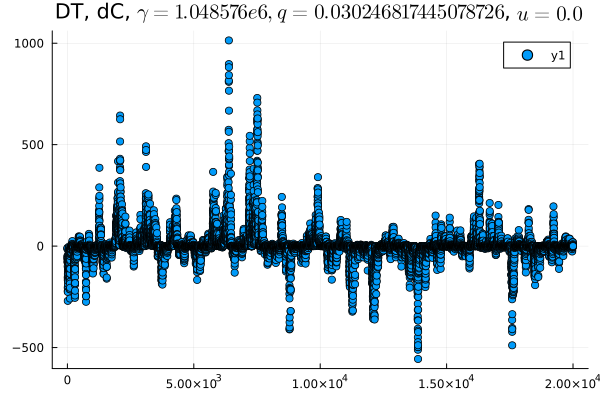 DT, dC, γ = 1.048576e6, q = 0.030246817445078726, u = 0.0
y1
1000
500
0
−500
0 5.00×10³ 1.00×10⁴ 1.50×10⁴ 2.00×10⁴